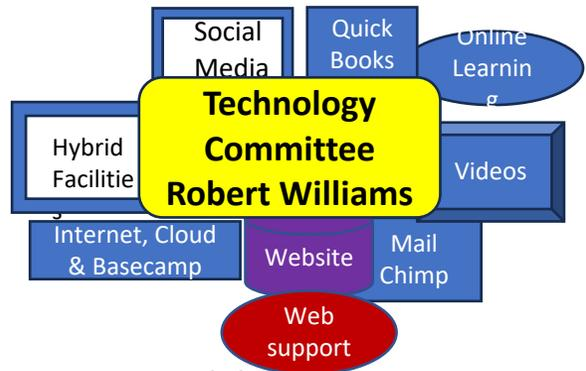 Social
Media
Quick
Books
Online
Learnin
g
Technology
Committee
Robert Williams
Hybrid
Facilitie
s
Videos
Internet, Cloud
& Basecamp
Website
Mail
Chimp
Web
support